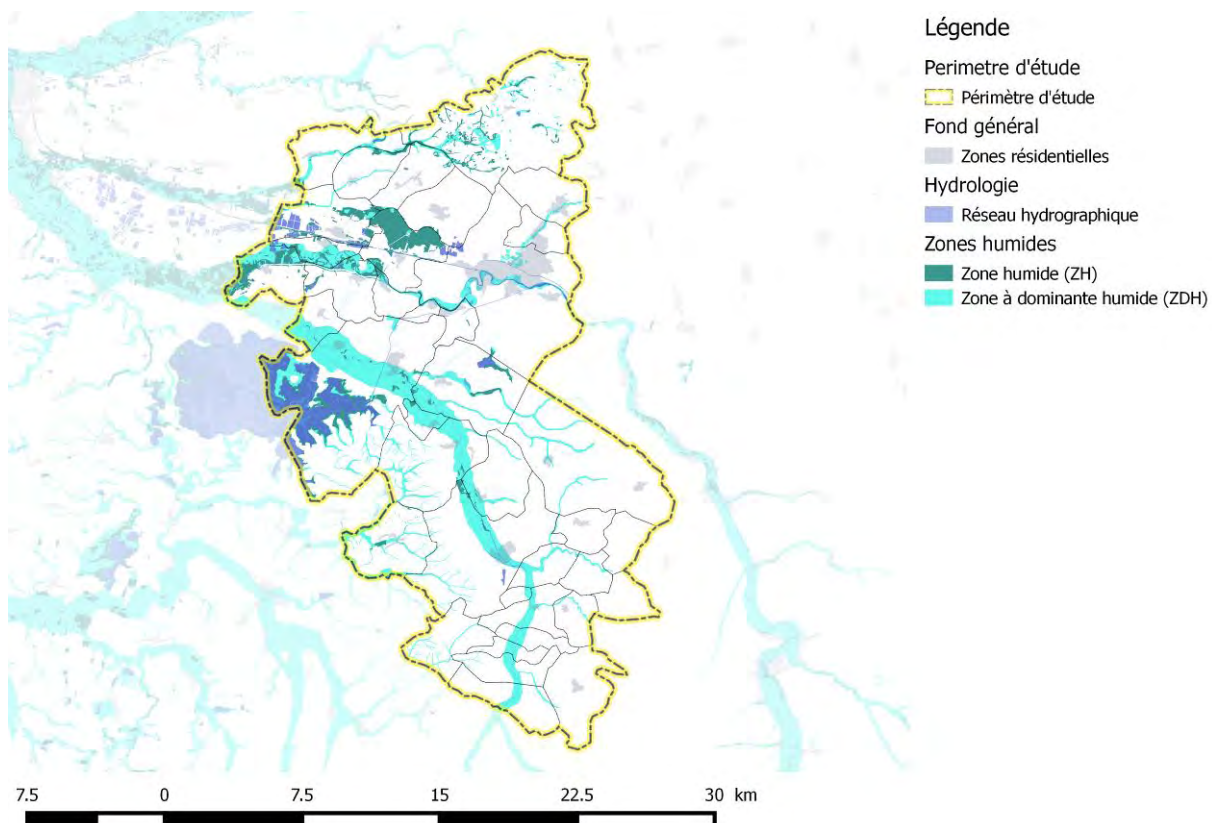 Légende
Perimetre d'étude
Périmètre d'étude
Fond général
Zones résidentielles
Hydrologie
Réseau hydrographique
Zones humides
Zone humide (ZH)
Zone à dominante humide (ZDH)
7.5 0 7.5 15 22.5 30 km